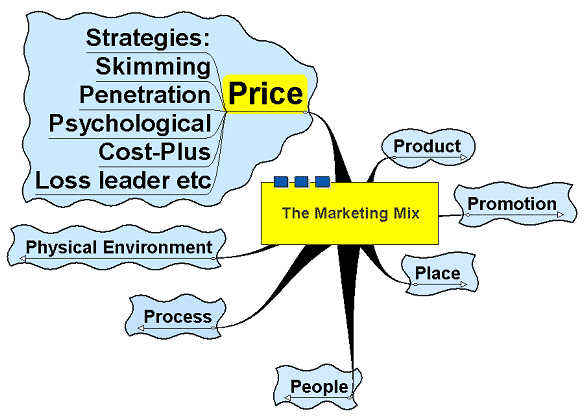 Strategies:
Skimming
Penetration
Psychological
Cost-Plus
Loss leader etc
Price
Product
The Marketing Mix
Promotion
Physical Environment
Place
Process
People